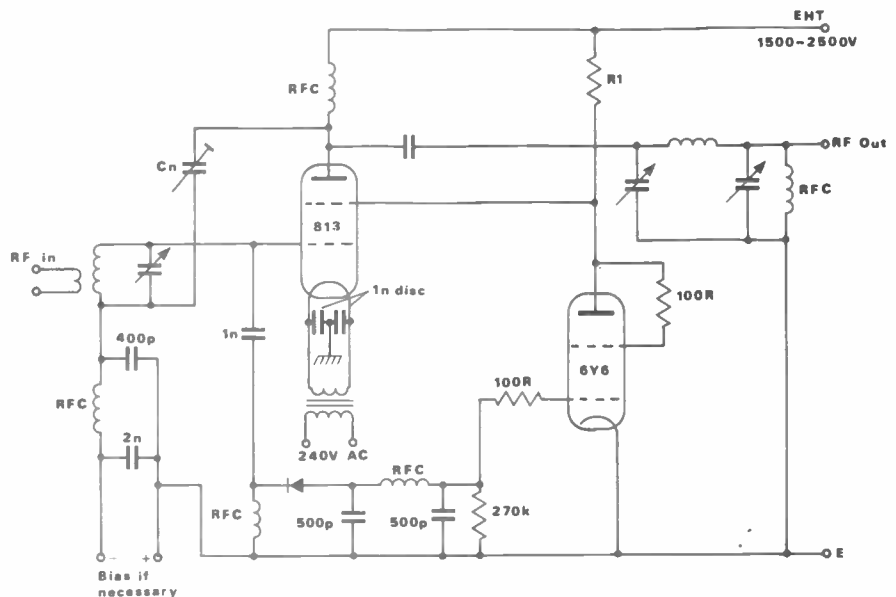 EHT
1500-2500V
RFC
R1
Cn
RF Out
RFC
813
RF in
1n disc
100R
400p
1n
6Y6
RFC
100R
2n
240V AC
RFC
RFC
500p
500p
270k
- +
E
Bias if
necessary